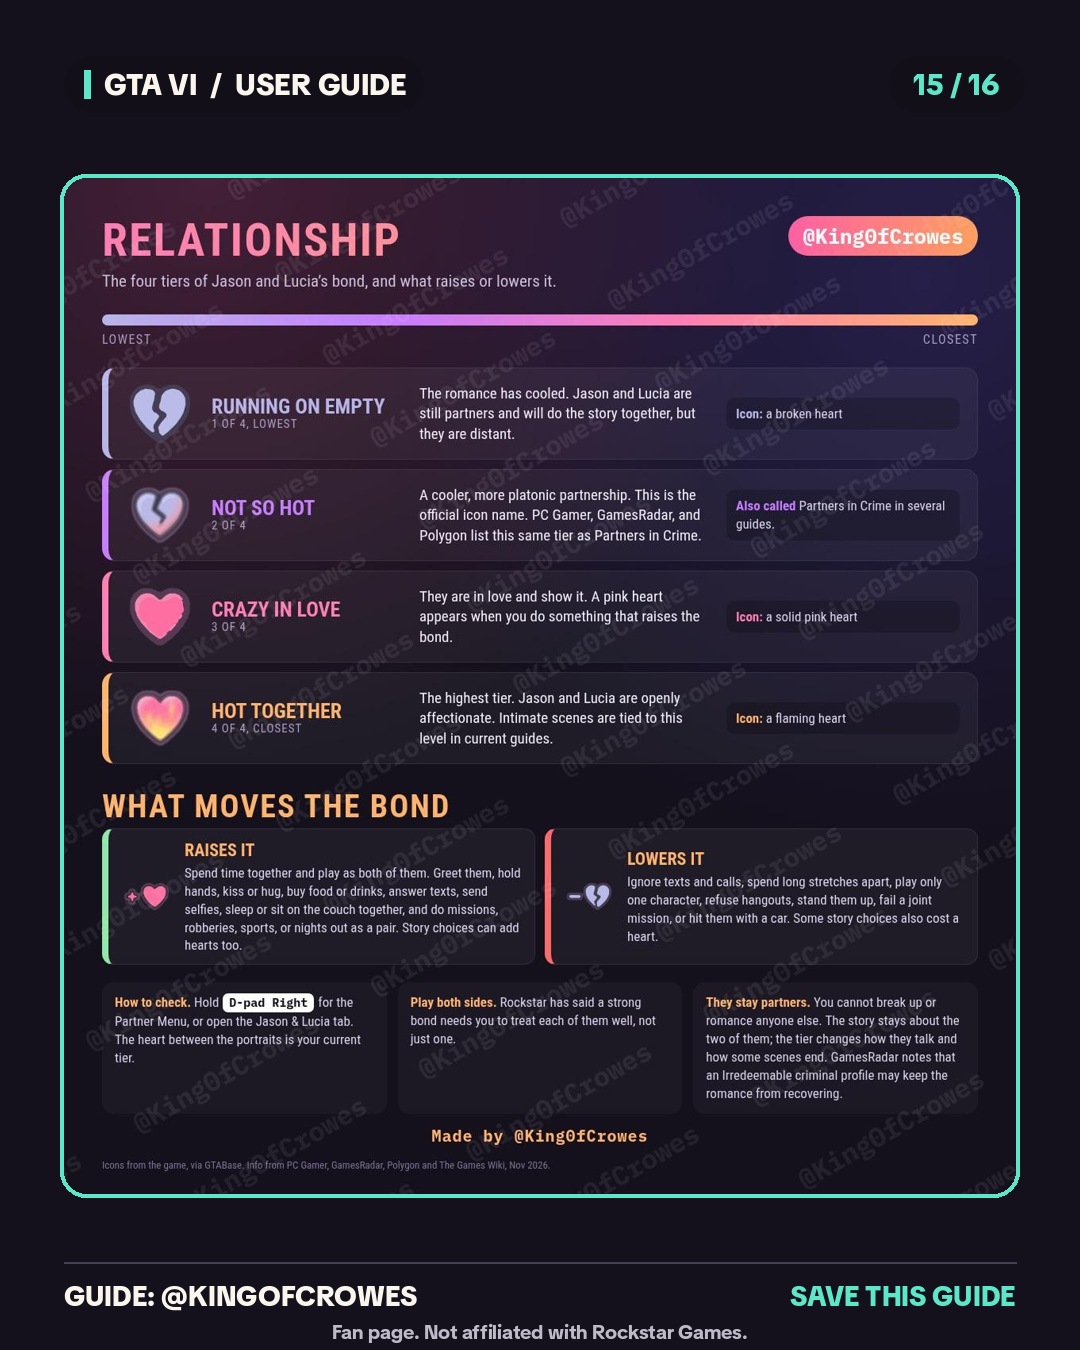 GTA VI / USER GUIDE
15 / 16
RELATIONSHIP
@KingOfCrowes
The four tiers of Jason and Lucia's bond, and what raises or lowers it.
LOWEST
CLOSEST
RUNNING ON EMPTY
1 OF 4, LOWEST
The romance has cooled. Jason and Lucia are
still partners and will do the story together, but
they are distant.
Icon: a broken heart
NOT SO HOT
2 OF 4
A cooler, more platonic partnership. This is the
official icon name. PC Gamer, GamesRadar, and
Polygon list this same tier as Partners in Crime.
Also called Partners in Crime in several
guides.
CRAZY IN LOVE
3 OF 4
They are in love and show it. A pink heart
appears when you do something that raises the
bond.
Icon: a solid pink heart
HOT TOGETHER
4 OF 4, CLOSEST
The highest tier. Jason and Lucia are openly
affectionate. Intimate scenes are tied to this
level in current guides.
Icon: a flaming heart
WHAT MOVES THE BOND
RAISES IT
Spend time together and play as both of them. Greet them, hold
hands, kiss or hug, buy food or drinks, answer texts, send
selfies, sleep or sit on the couch together, and do missions,
robberies, sports, or nights out as a pair. Story choices can add
hearts too.
LOWERS IT
Ignore texts and calls, spend long stretches apart, play only
one character, refuse hangouts, stand them up, fail a joint
mission, or hit them with a car. Some story choices also cost a
heart.
How to check. Hold D-pad Right for the
Partner Menu, or open the Jason & Lucia tab.
The heart between the portraits is your current
tier.
Play both sides. Rockstar has said a strong
bond needs you to treat each of them well, not
just one.
They stay partners. You cannot break up or
romance anyone else. The story stays about the
two of them; the tier changes how they talk and
how some scenes end. GamesRadar notes that
an Irredeemable criminal profile may keep the
romance from recovering.
Made by @KingOfCrowes
Icons from the game, via GTABase. Info from PC Gamer, GamesRadar, Polygon and The Games Wiki, Nov 2026.
GUIDE: @KINGOFCROWES
SAVE THIS GUIDE
Fan page. Not affiliated with Rockstar Games.